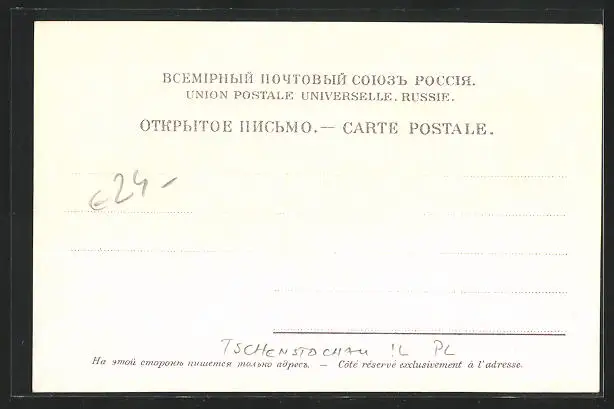 ВСЕМІРНЫЙ ПОЧТОВЫЙ СОЮЗЪ РОССІЯ.
UNION POSTALE UNIVERSELLE. RUSSIE.
ОТКРЫТОЕ ПИСЬМО.— CARTE POSTALE.
€24-
TSCHENSTOCHAU !L PL
На этой сторонѣ пишется только адресъ. — Côté réservé exclusivement à l'adresse.